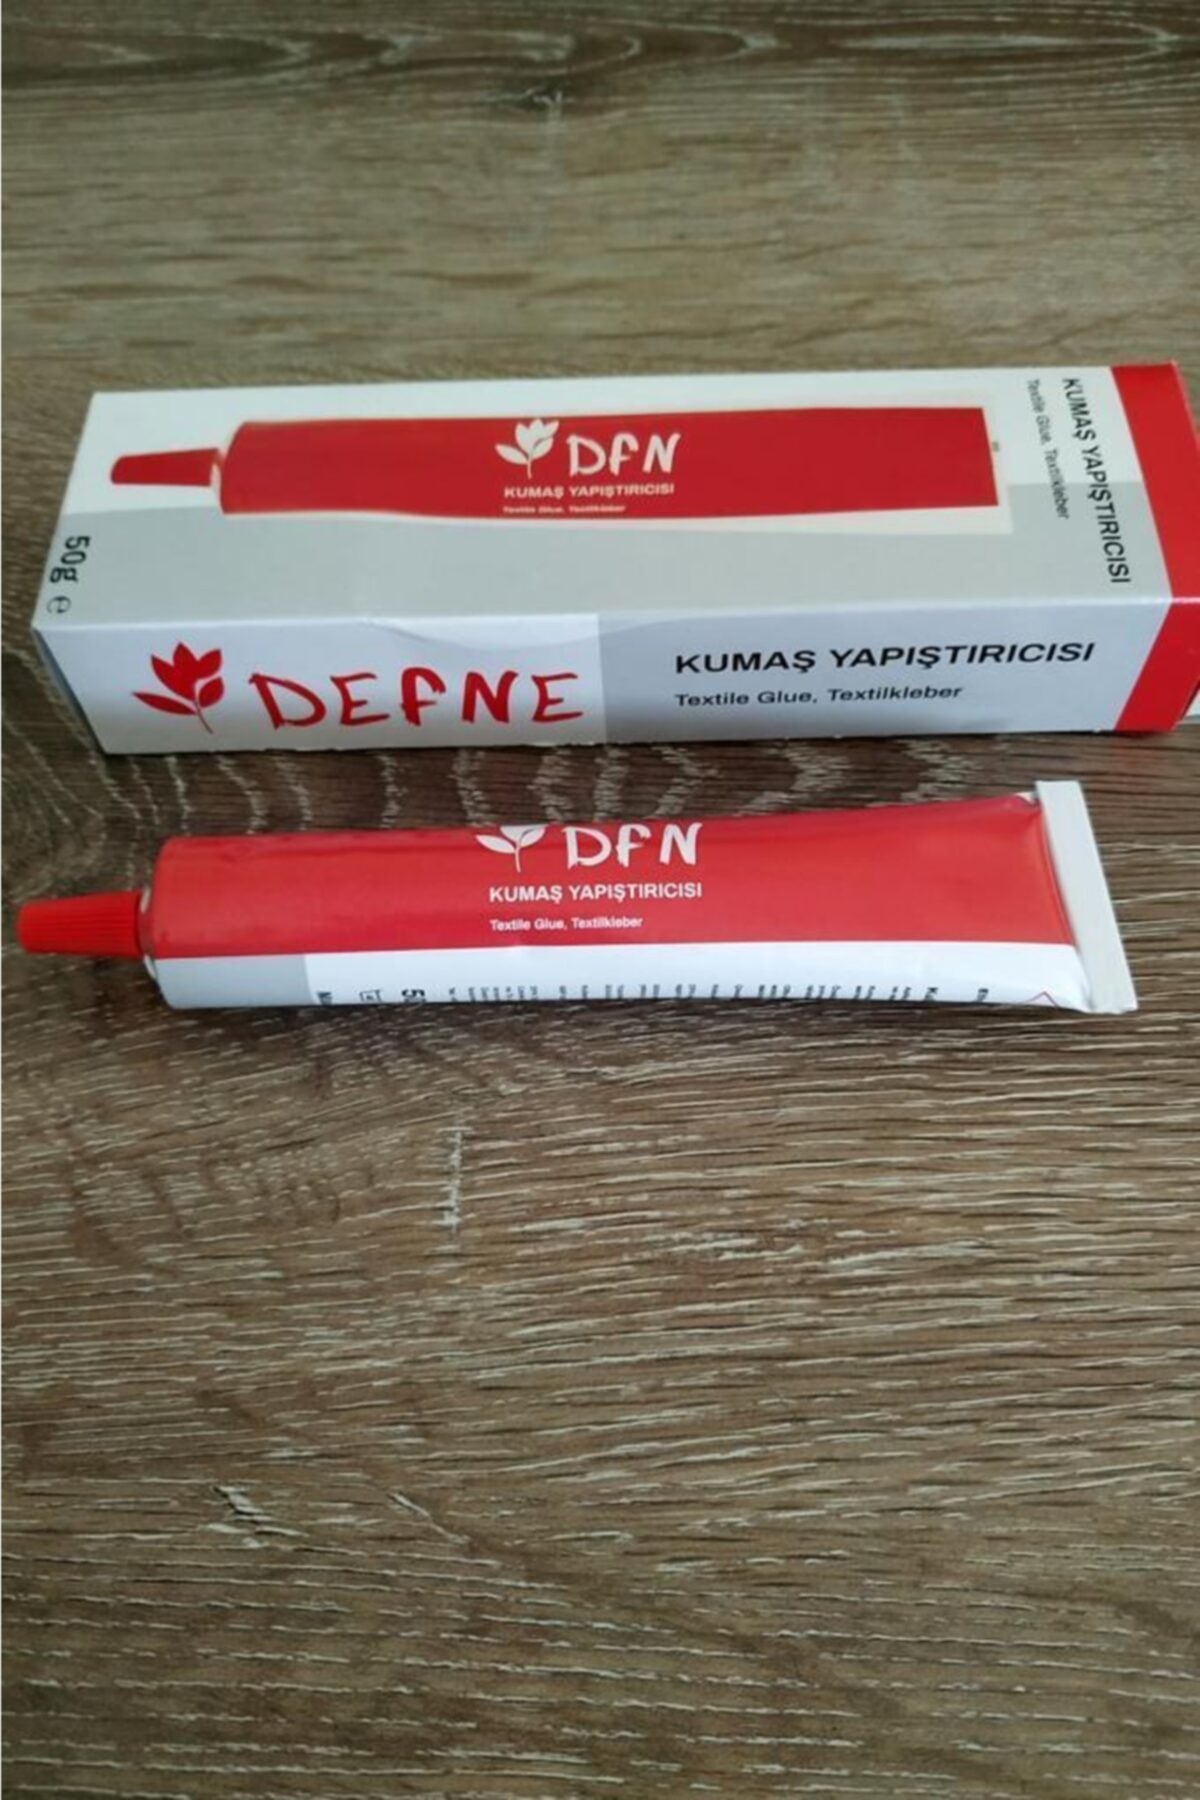 DFN
KUMAŞ YAPIŞTIRICISI
Textile Glue, Textilkleber
KUMAŞ YAPIŞTIRICISI
Textile Glue, Textilkleber
50g e
DEFNE
KUMAŞ YAPIŞTIRICISI
Textile Glue, Textilkleber
DFN
KUMAŞ YAPIŞTIRICISI
Textile Glue, Textilkleber